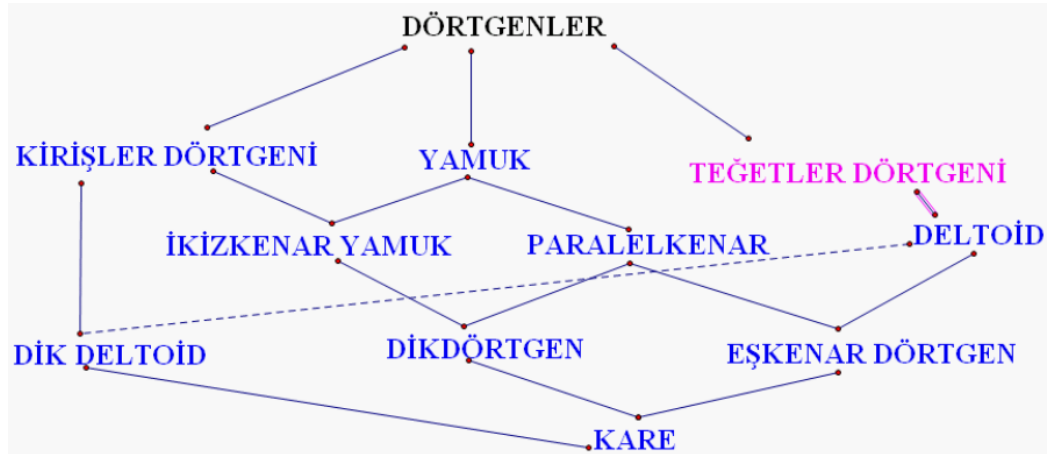 DÖRTGENLER
KİRİŞLER DÖRTGENİ
YAMUK
TEĞETLER DÖRTGENİ
İKİZKENAR YAMUK
PARALELKENAR
DELTOİD
DİK DELTOİD
DİKDÖRTGEN
EŞKENAR DÖRTGEN
KARE